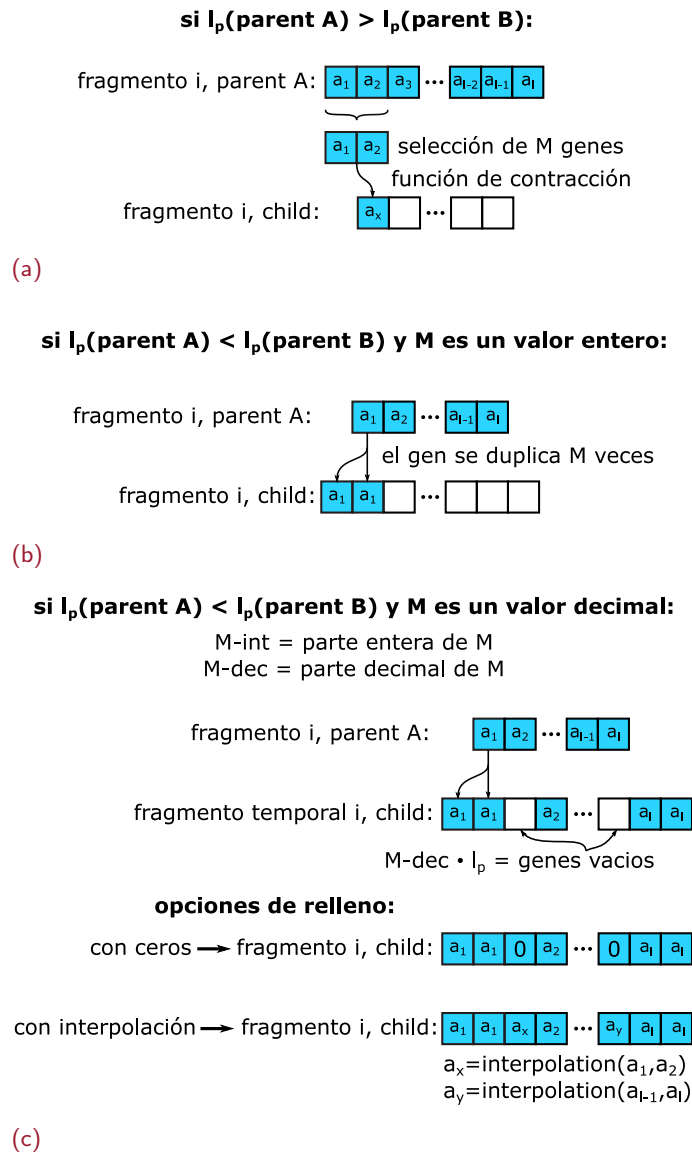 si lp(parent A) > lp(parent B):
fragmento i, parent A: a1 a2 a3 ... al-2 al-1 al
a1 a2 selección de M genes
función de contracción
fragmento i, child: ax ...
(a)
si lp(parent A) < lp(parent B) y M es un valor entero:
fragmento i, parent A: a1 a2 ... al-1 al
el gen se duplica M veces
fragmento i, child: a1 a1 ...
(b)
si lp(parent A) < lp(parent B) y M es un valor decimal:
M-int = parte entera de M
M-dec = parte decimal de M
fragmento i, parent A: a1 a2 ... al-1 al
fragmento temporal i, child: a1 a1 a2 ... al al
M-dec • lp = genes vacios
opciones de relleno:
con ceros fragmento i, child: a1 a1 0 a2 ... 0 al al
con interpolación fragmento i, child: a1 a1 ax a2 ... ay al al
ax=interpolation(a1,a2)
ay=interpolation(al-1,al)
(c)